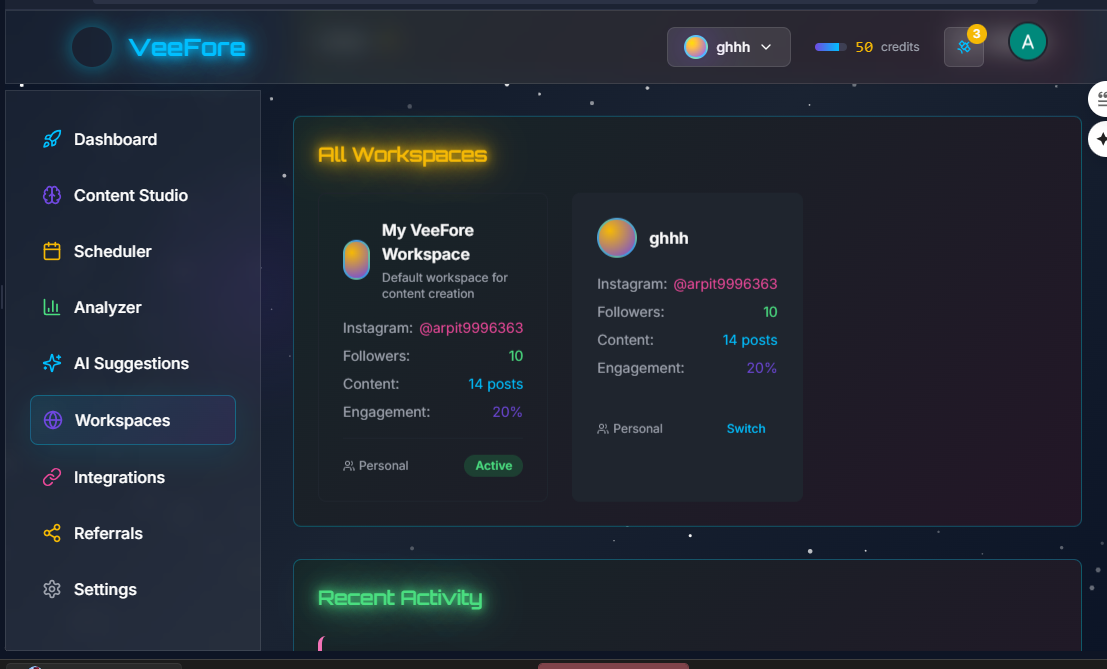 VeeFore
ghhh
50 credits
3
A
Dashboard
Content Studio
Scheduler
Analyzer
AI Suggestions
Workspaces
Integrations
Referrals
Settings
All Workspaces
My VeeFore
Workspace
Default workspace for
content creation
Instagram: @arpit9996363
Followers: 10
Content: 14 posts
Engagement: 20%
Personal Active
ghhh
Instagram: @arpit9996363
Followers: 10
Content: 14 posts
Engagement: 20%
Personal Switch
Recent Activity